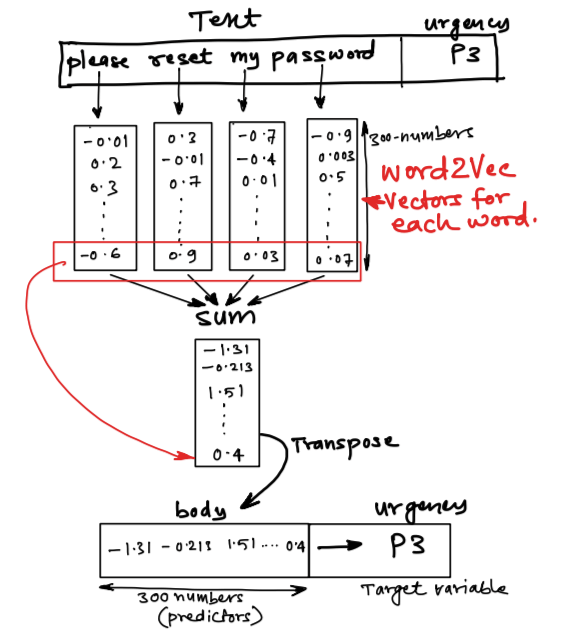 Text
urgency
please reset my password
P3
-0.01 0.3 -0.7 -0.9
0.2 -0.01 -0.4 0.003
0.3 0.7 0.01 0.5
-0.6 0.9 0.03 0.07
300-numbers
Word2Vec
Vectors for
each word.
sum
-1.31
-0.213
1.51
0.4
Transpose
body
urgency
-1.31 -0.213 1.51 .... 0.4
P3
300 numbers
(predictors)
Target variable